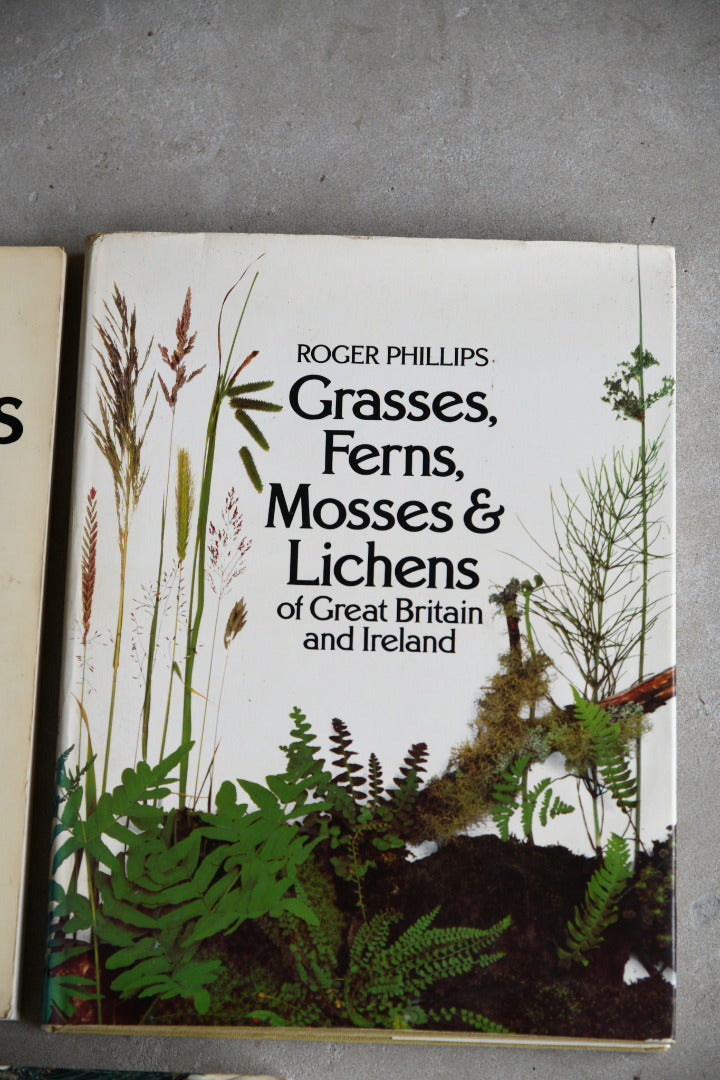 s
ROGER PHILLIPS
Grasses,
Ferns,
Mosses &
Lichens
of Great Britain
and Ireland